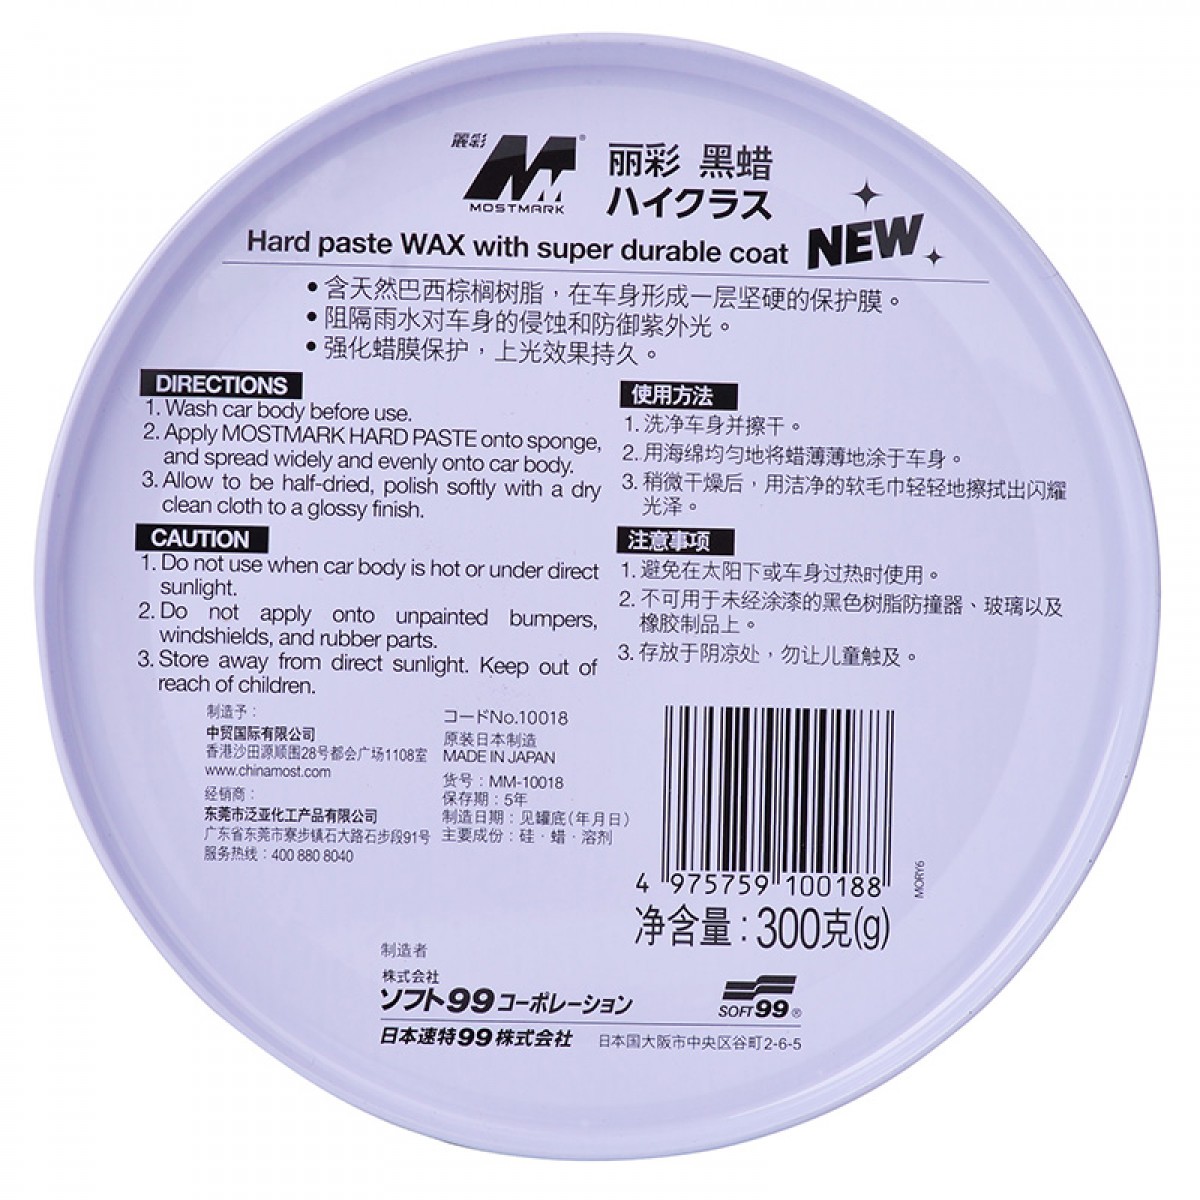 麗彩
M®
MOSTMARK
丽彩 黑蜡
ハイクラス
Hard paste WAX with super durable coat
NEW
• 含天然巴西棕榈树脂，在车身形成一层坚硬的保护膜。
• 阻隔雨水对车身的侵蚀和防御紫外光。
• 强化蜡膜保护，上光效果持久。
DIRECTIONS
1. Wash car body before use.
2. Apply MOSTMARK HARD PASTE onto sponge,
and spread widely and evenly onto car body.
3. Allow to be half-dried, polish softly with a dry
clean cloth to a glossy finish.
CAUTION
1. Do not use when car body is hot or under direct
sunlight.
2. Do not apply onto unpainted bumpers,
windshields, and rubber parts.
3. Store away from direct sunlight. Keep out of
reach of children.
使用方法
1. 洗净车身并擦干。
2. 用海绵均匀地将蜡薄薄地涂于车身。
3. 稍微干燥后，用洁净的软毛巾轻轻地擦拭出闪耀
光泽。
注意事项
1. 避免在太阳下或车身过热时使用。
2. 不可用于未经涂漆的黑色树脂防撞器、玻璃以及
橡胶制品上。
3. 存放于阴凉处，勿让儿童触及。
制造予：
中贸国际有限公司
香港沙田源顺围28号都会广场1108室
www.chinamost.com
经销商：
东莞市泛亚化工产品有限公司
广东省东莞市寮步镇石大路石步段91号
服务热线：400 880 8040
コードNo.10018
原装日本制造
MADE IN JAPAN
货号：MM-10018
保存期：5年
制造日期：见罐底(年月日)
主要成份：硅·蜡·溶剂
4 975759 100188
MORY6
净含量：300克(g)
制造者
株式会社
ソフト99コーポレーション
日本速特99株式会社
SOFT99®
日本国大阪市中央区谷町2-6-5